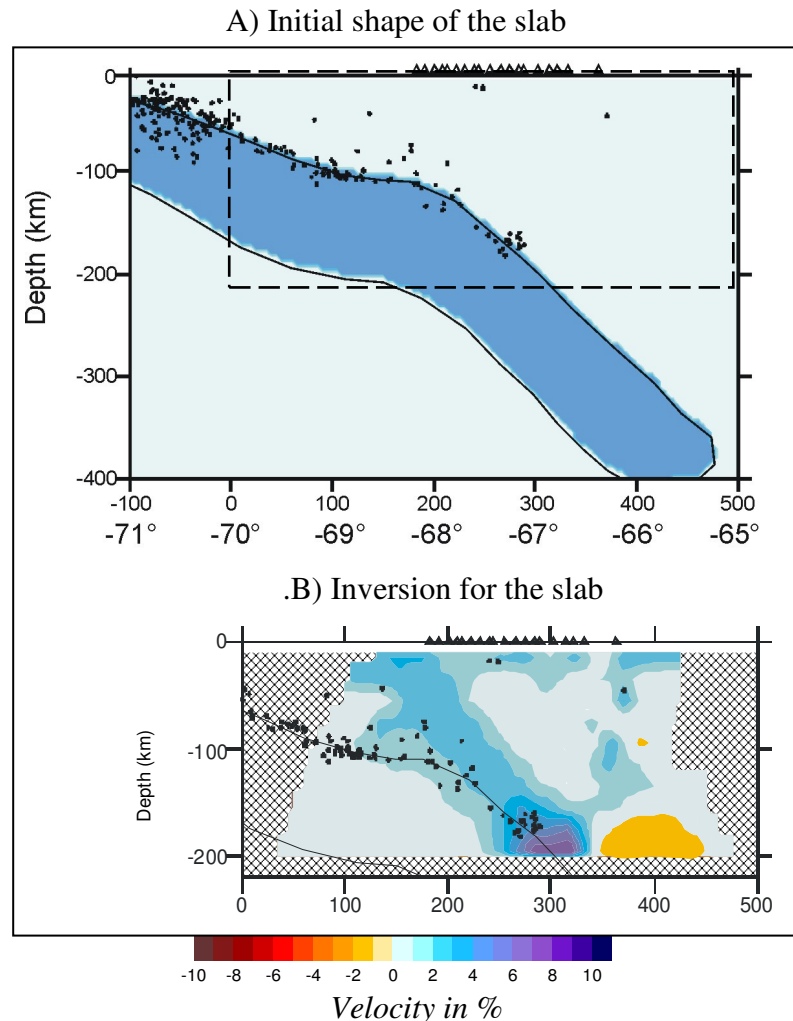 A) Initial shape of the slab
0
-100
-200
-300
-400
Depth (km)
-100 0 100 200 300 400 500
-71° -70° -69° -68° -67° -66° -65°
.B) Inversion for the slab
0
-100
-200
Depth (km)
0 100 200 300 400 500
-10 -8 -6 -4 -2 0 2 4 6 8 10
Velocity in %